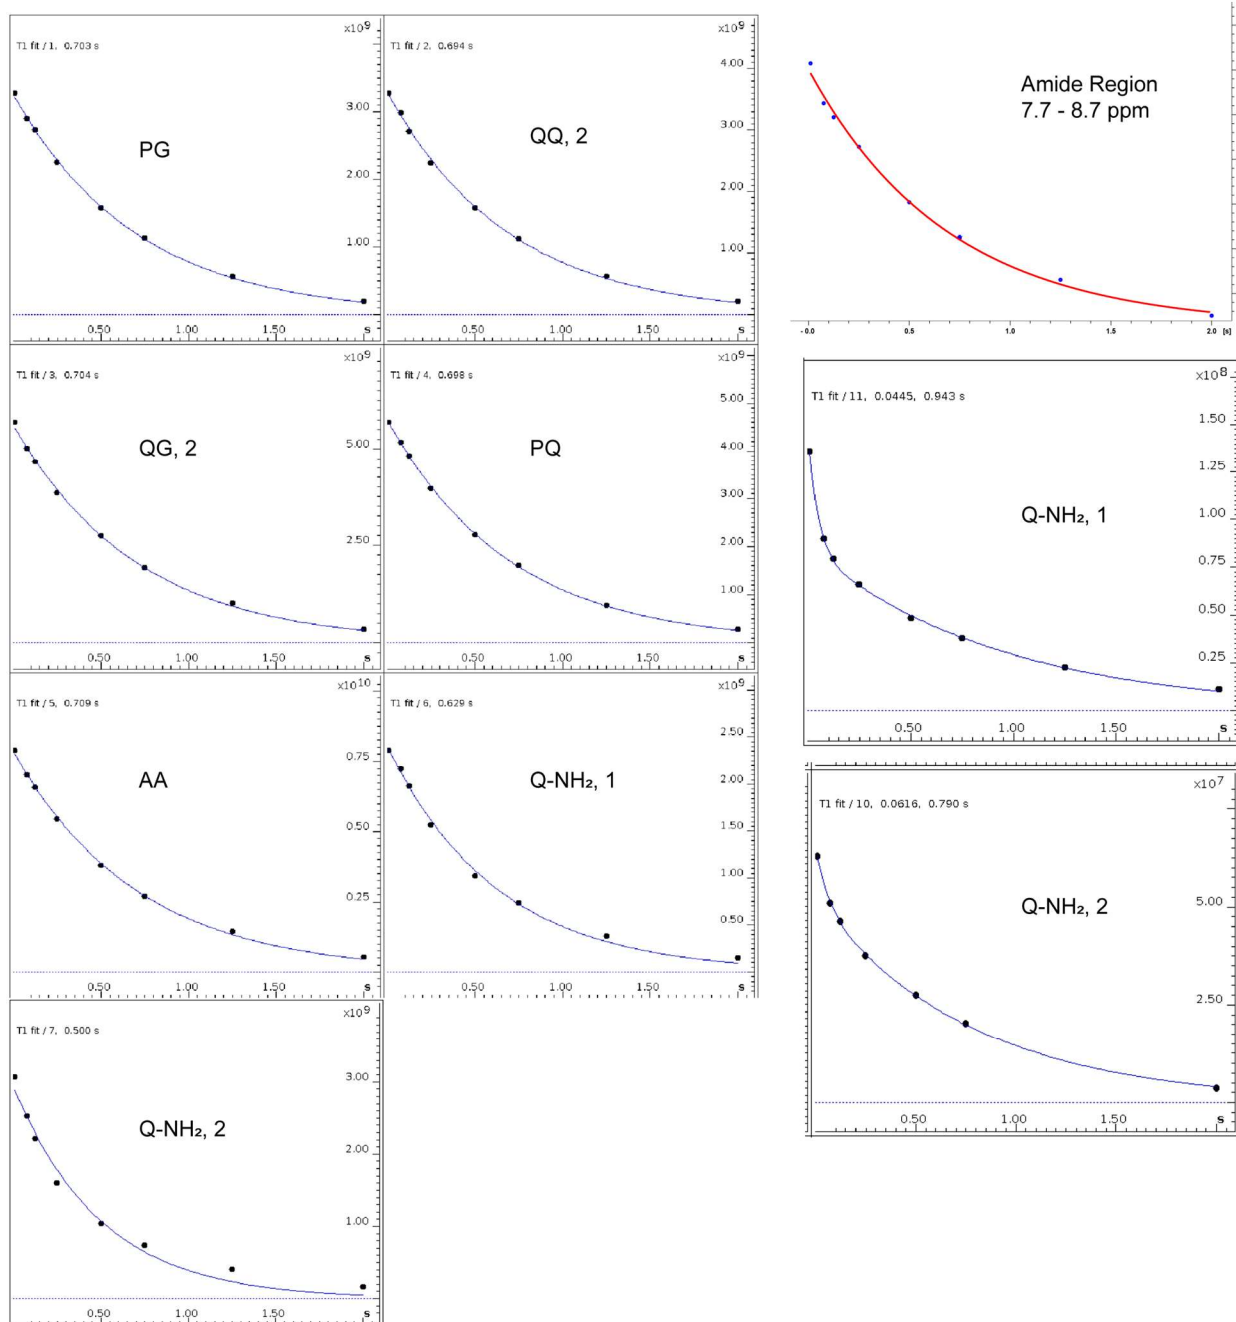 x10⁹
T1 fit / 1, 0.703 s
PG
3.00
2.00
1.00
0.50 1.00 1.50 s
x10⁹
T1 fit / 2, 0.694 s
QQ, 2
4.00
3.00
2.00
1.00
0.50 1.00 1.50 s
Amide Region
7.7 - 8.7 ppm
0.0 0.5 1.0 1.5 2.0 [s]
x10⁹
T1 fit / 3, 0.704 s
QG, 2
5.00
2.50
0.50 1.00 1.50 s
x10⁹
T1 fit / 4, 0.698 s
PQ
5.00
4.00
3.00
2.00
1.00
0.50 1.00 1.50 s
x10⁸
T1 fit / 11, 0.0445, 0.943 s
1.50
1.25
Q-NH₂, 1
1.00
0.75
0.50
0.25
0.50 1.00 1.50 s
x10¹⁰
T1 fit / 5, 0.709 s
AA
0.75
0.50
0.25
0.50 1.00 1.50 s
x10⁹
T1 fit / 6, 0.629 s
Q-NH₂, 1
2.50
2.00
1.50
1.00
0.50
0.50 1.00 1.50 s
x10⁷
T1 fit / 10, 0.0616, 0.790 s
Q-NH₂, 2
5.00
2.50
0.50 1.00 1.50 s
x10⁹
T1 fit / 7, 0.500 s
Q-NH₂, 2
3.00
2.00
1.00
0.50 1.00 1.50 s